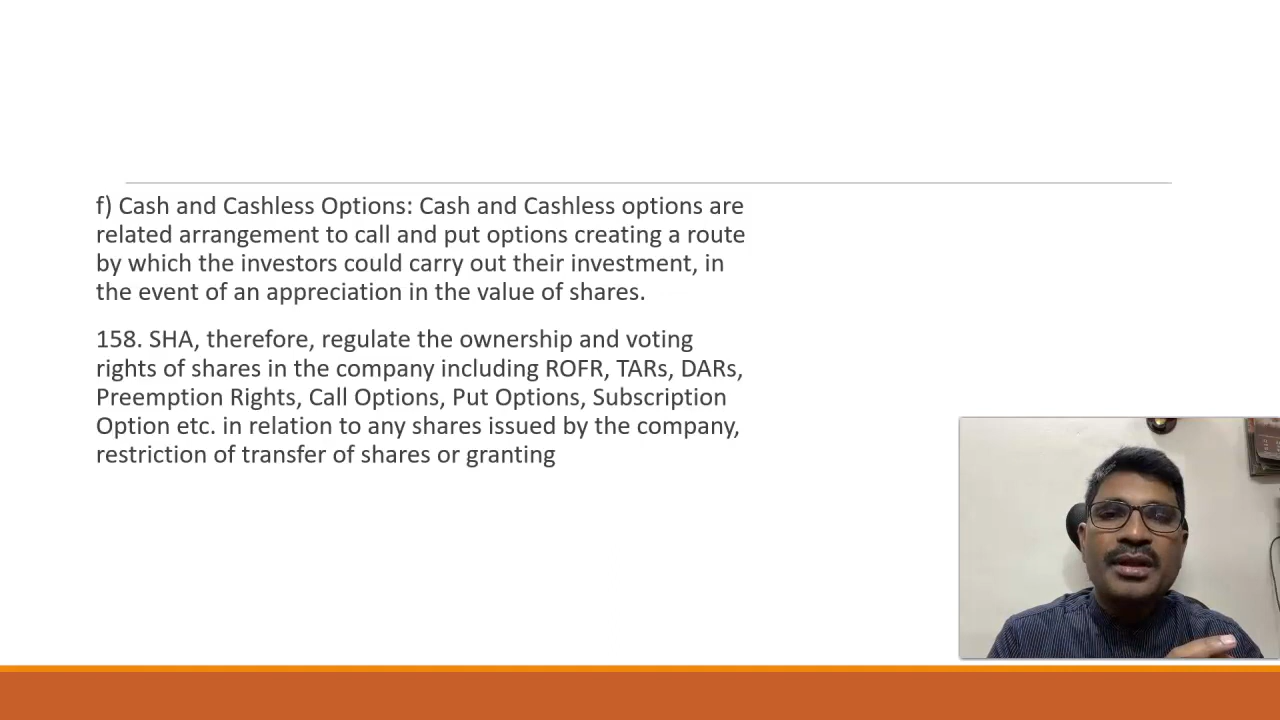 f) Cash and Cashless Options: Cash and Cashless options are
related arrangement to call and put options creating a route
by which the investors could carry out their investment, in
the event of an appreciation in the value of shares.
158. SHA, therefore, regulate the ownership and voting
rights of shares in the company including ROFR, TARs, DARs,
Preemption Rights, Call Options, Put Options, Subscription
Option etc. in relation to any shares issued by the company,
restriction of transfer of shares or granting